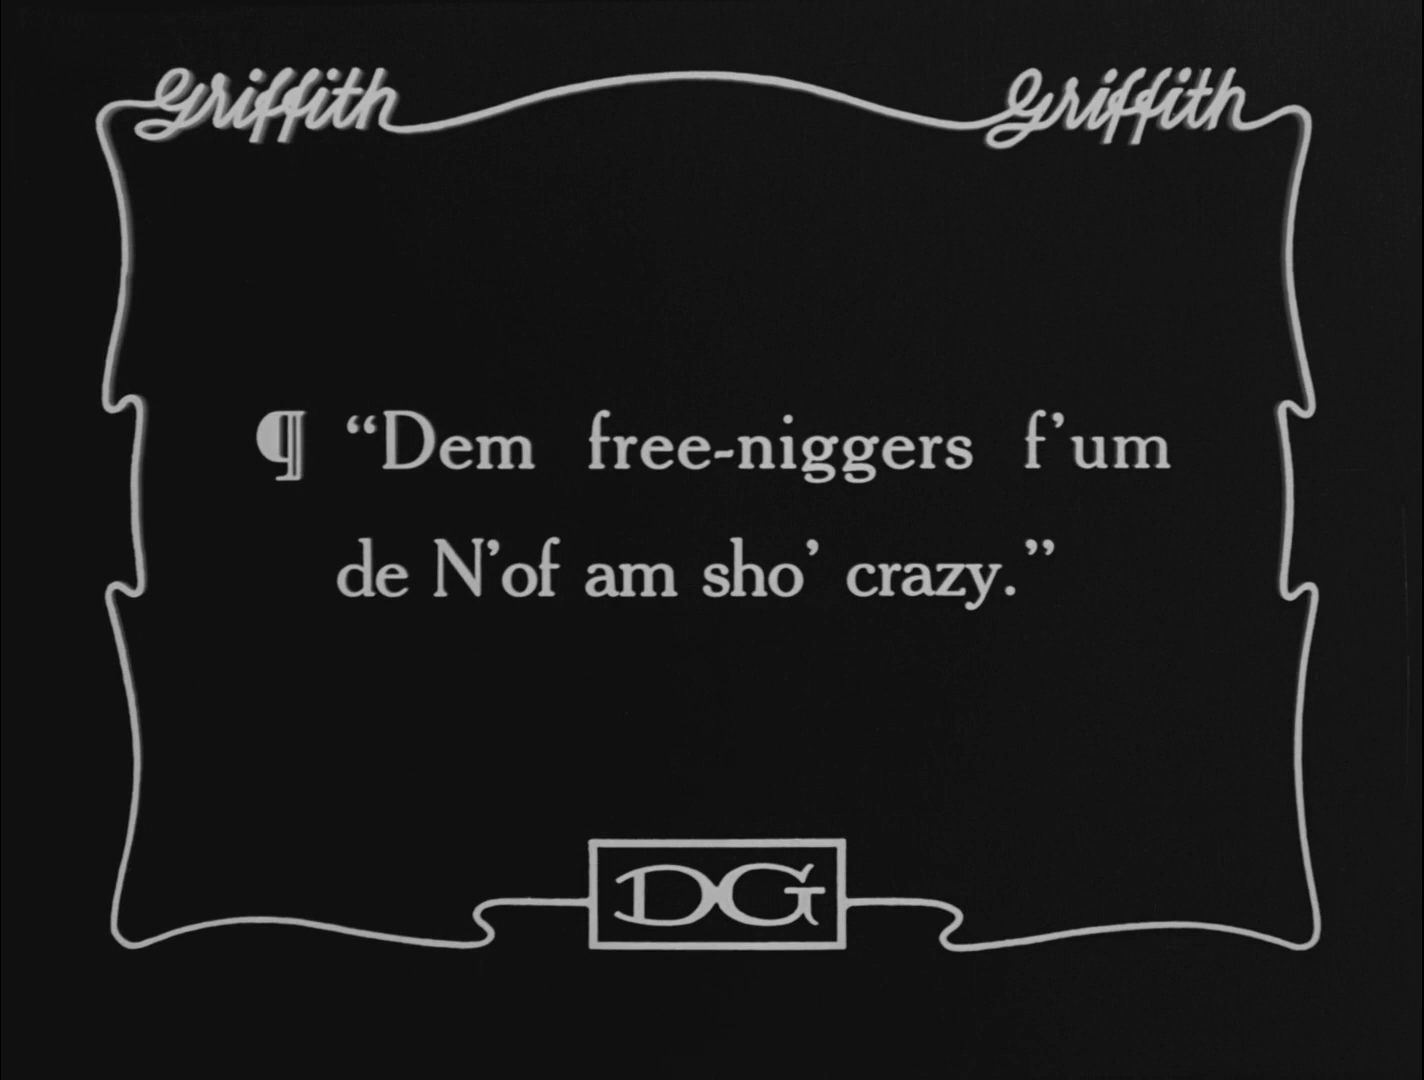 Griffith Griffith
¶ “Dem free-niggers f’um
de N’of am sho’ crazy.”
DG